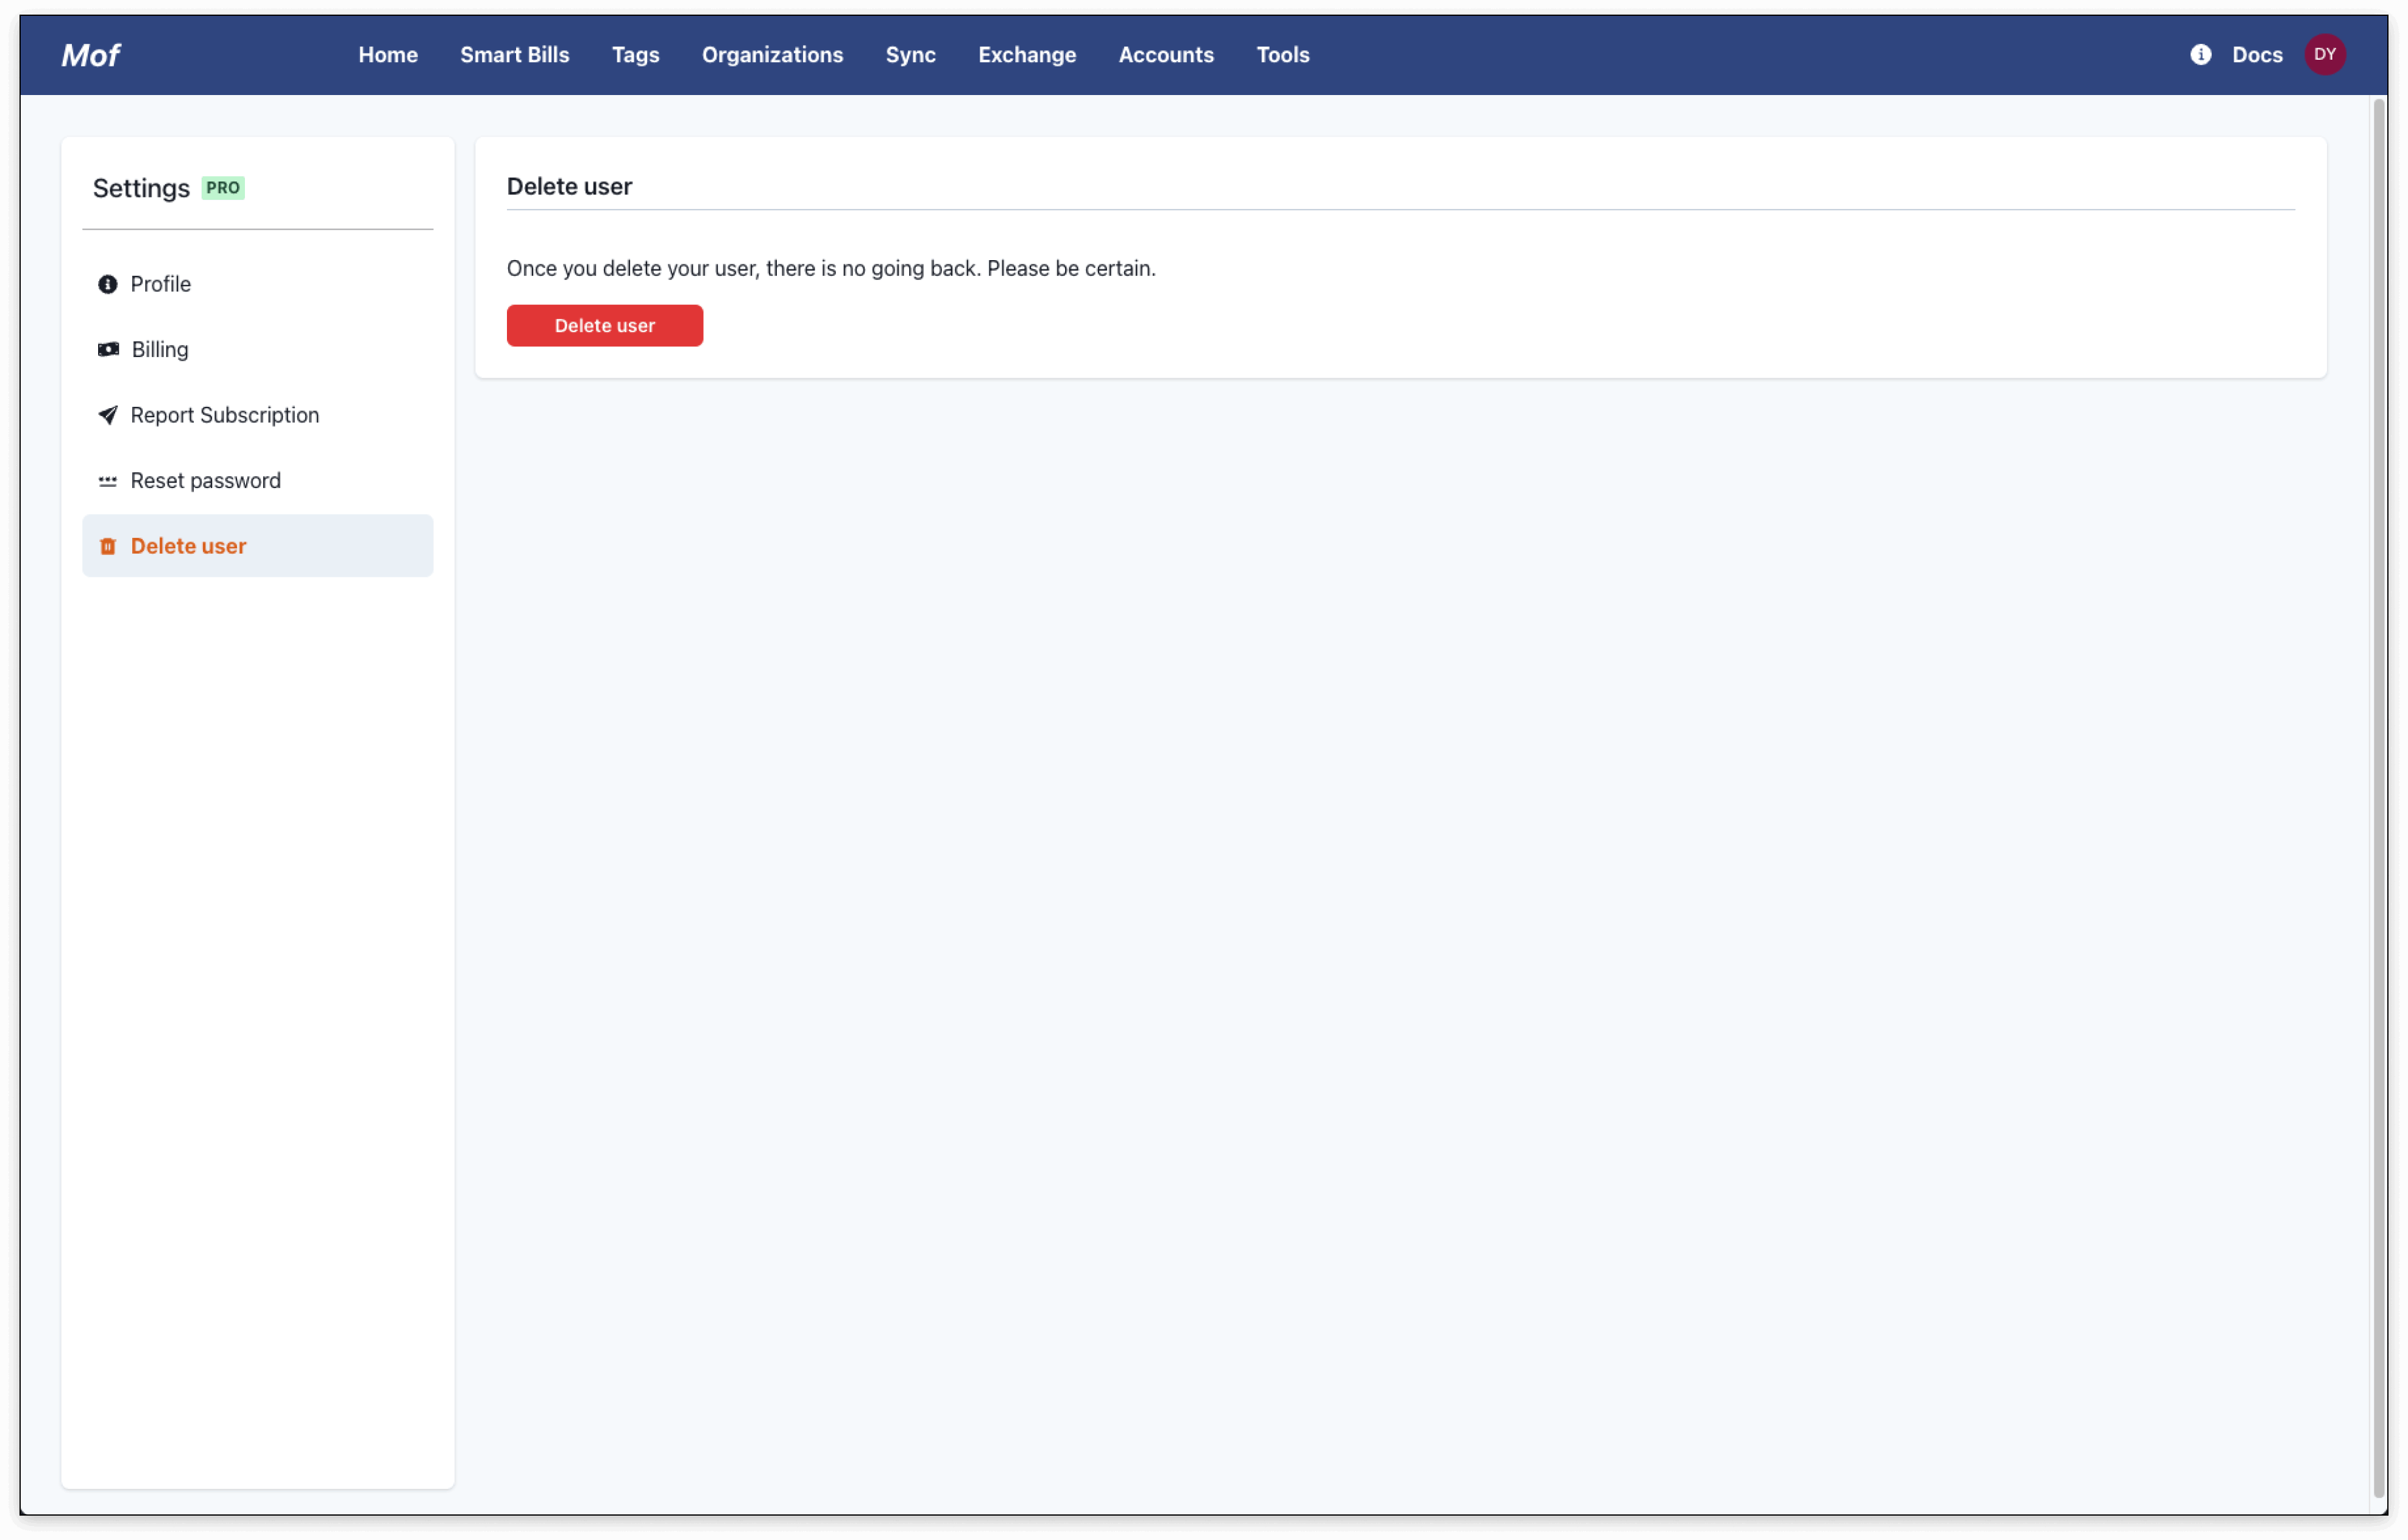 Mof
Home Smart Bills Tags Organizations Sync Exchange Accounts Tools
Docs DY
Settings PRO
Profile
Billing
Report Subscription
Reset password
Delete user
Delete user
Once you delete your user, there is no going back. Please be certain.
Delete user